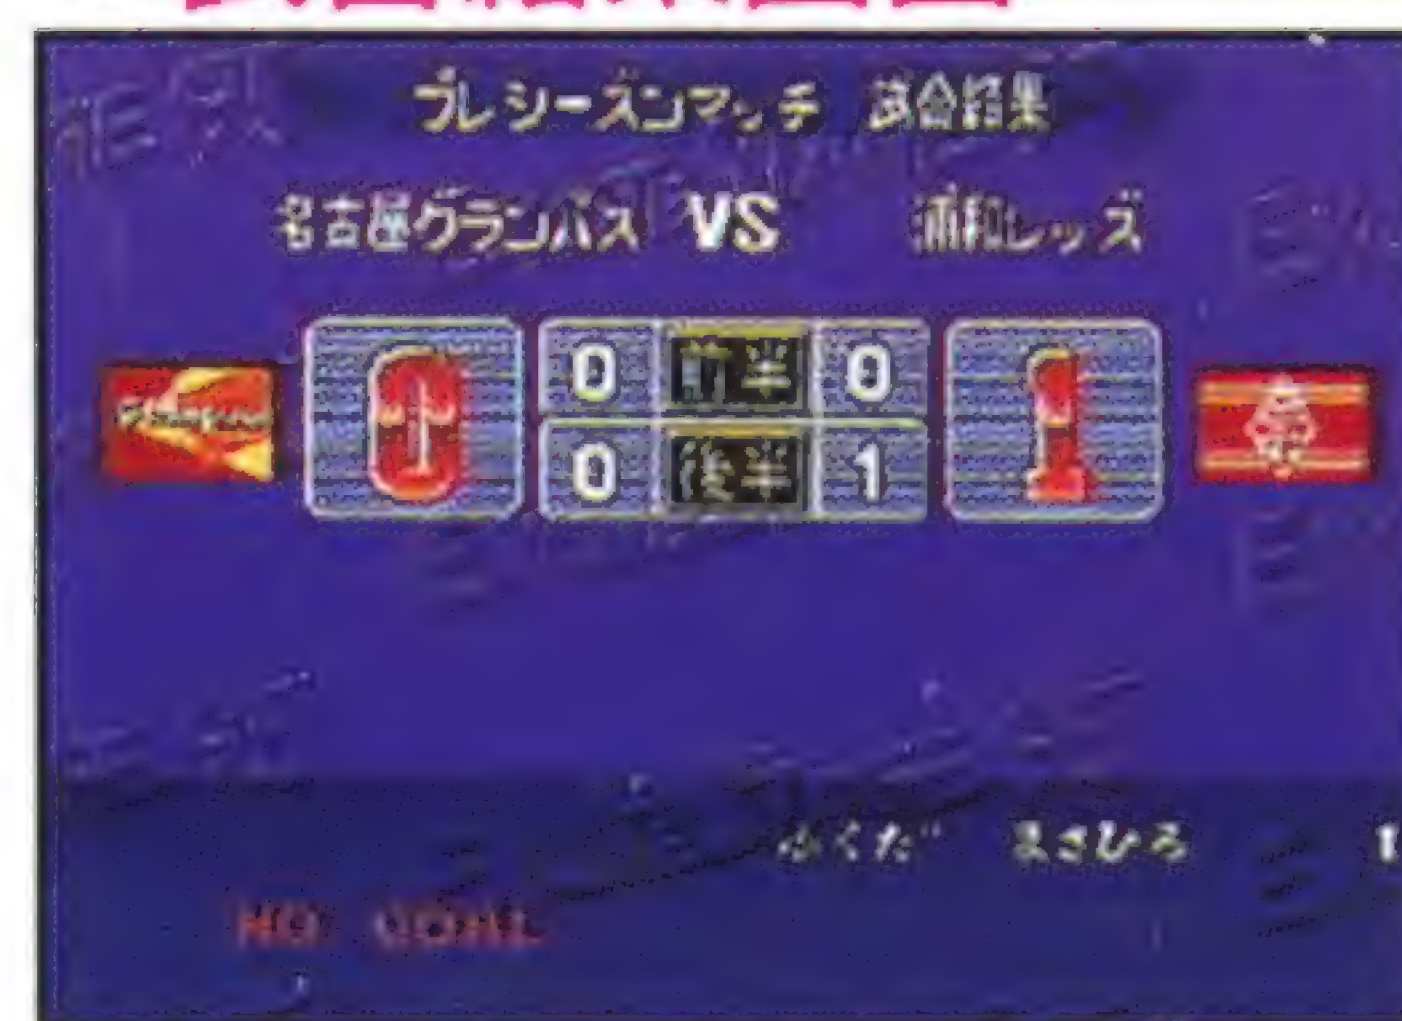 プレシーズンマッチ 試合結果
名古屋グランパス VS 浦和レッズ
0 0 前半 0 1
0 後半 1
ふくだ まさひろ 1
NO GOAL